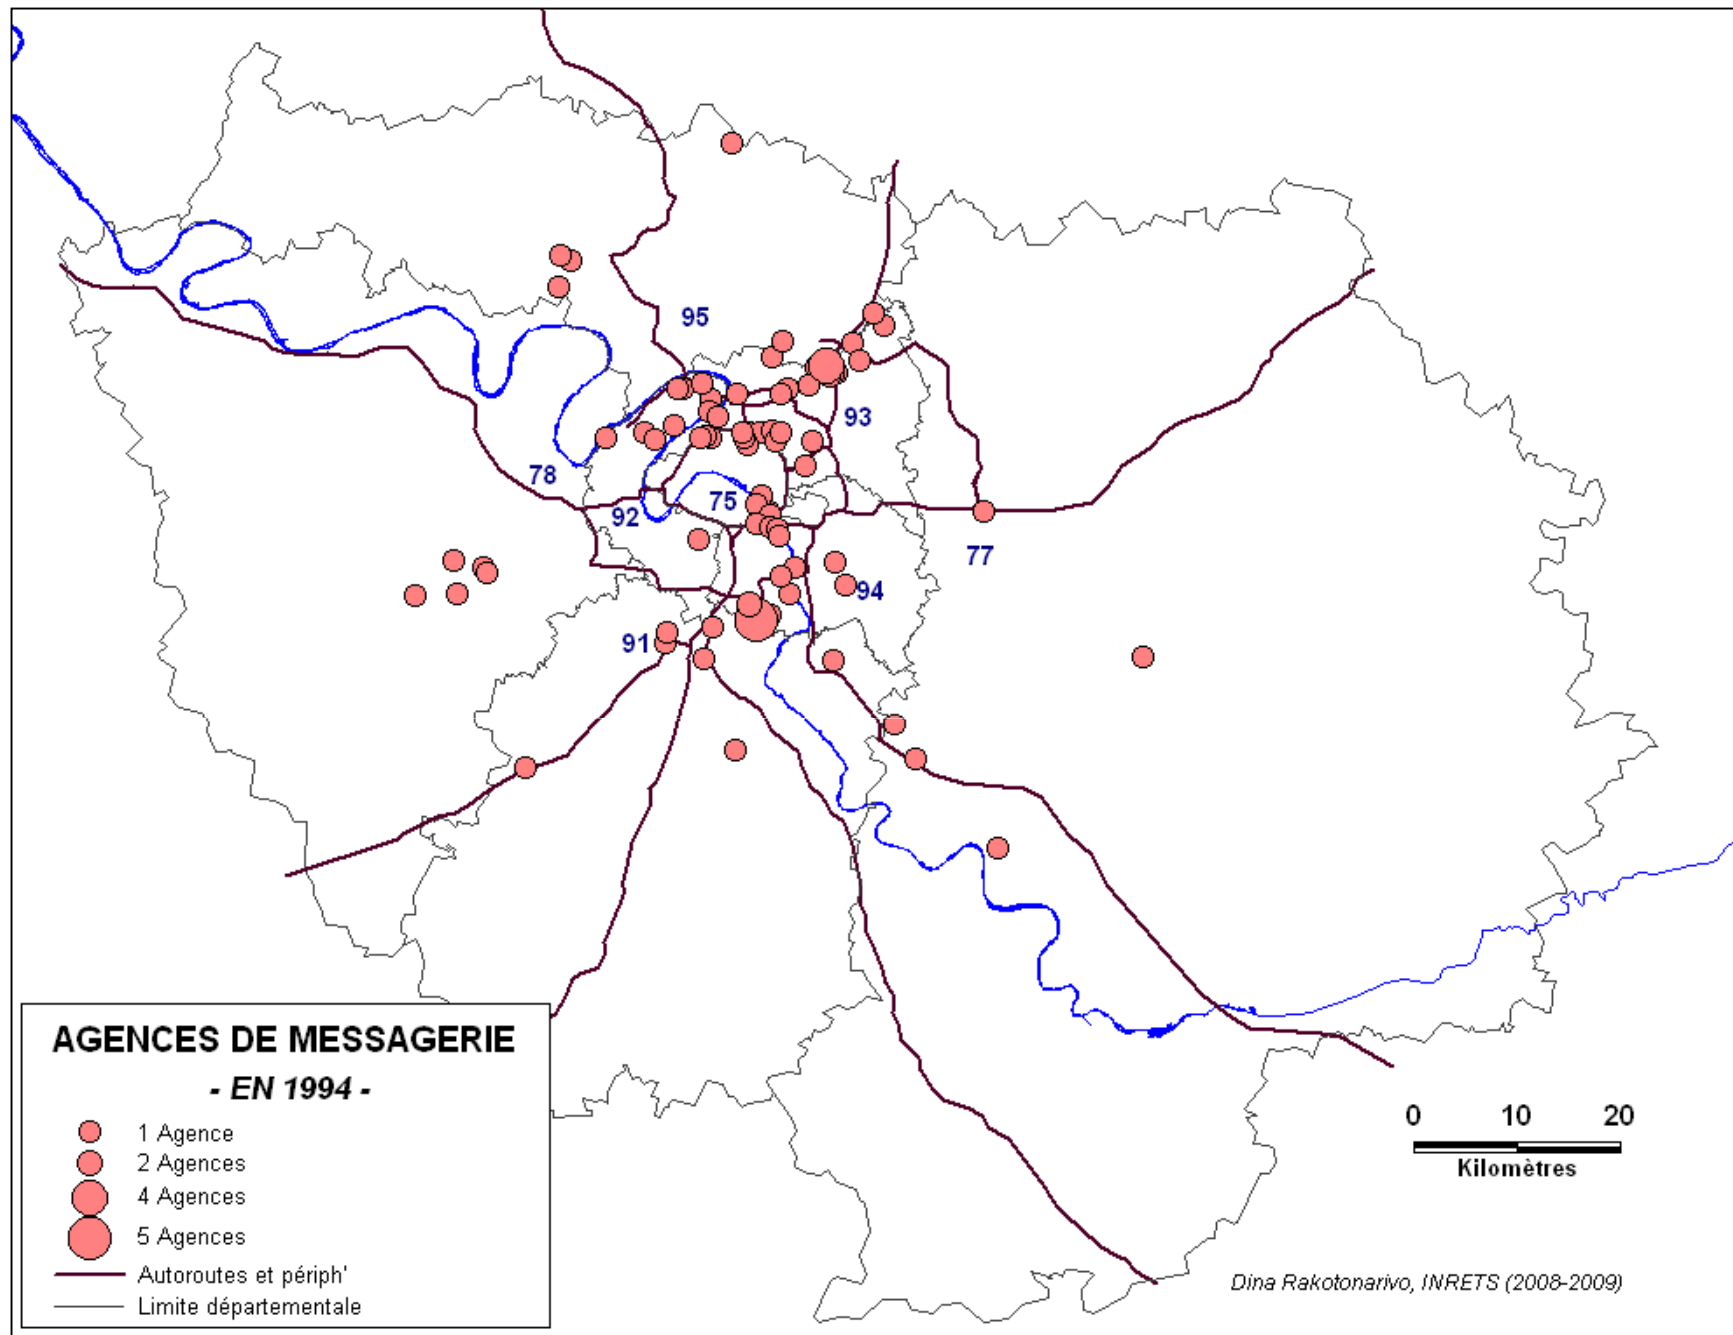 95
93
78
75
92
77
94
91
AGENCES DE MESSAGERIE
- EN 1994 -
1 Agence
2 Agences
4 Agences
5 Agences
Autoroutes et périph'
Limite départementale
0 10 20
Kilomètres
Dina Rakotonarivo, INRETS (2008-2009)